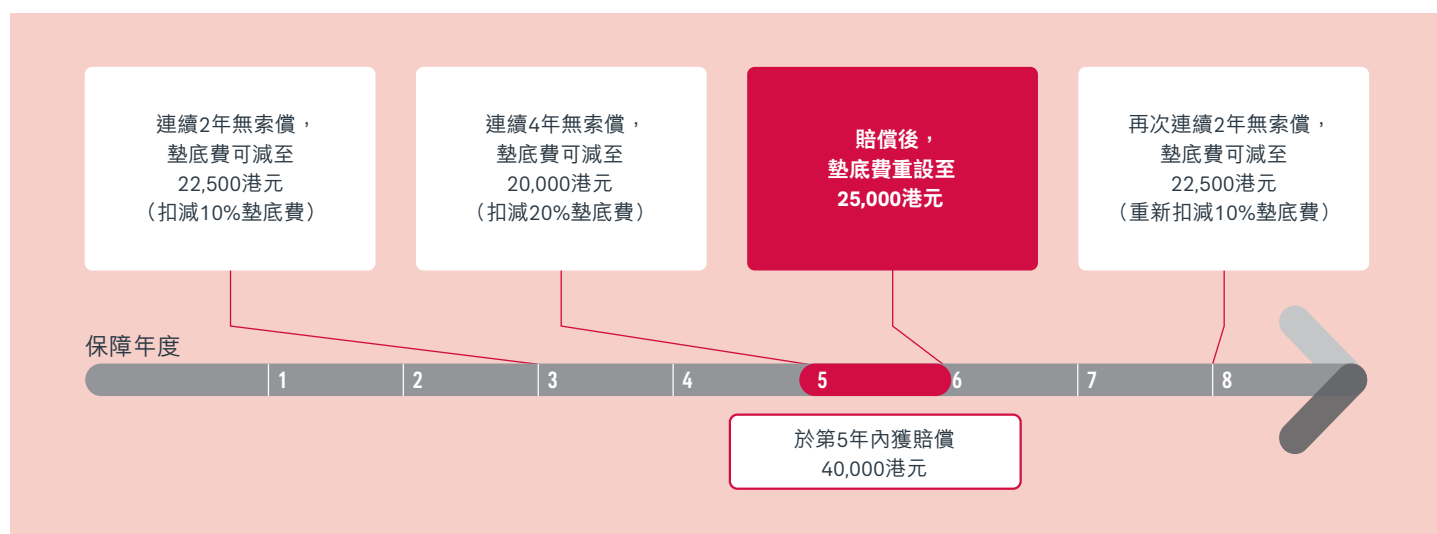 連續2年無索償，
墊底費可減至
22,500港元
（扣減10%墊底費）
連續4年無索償，
墊底費可減至
20,000港元
（扣減20%墊底費）
賠償後，
墊底費重設至
25,000港元
再次連續2年無索償，
墊底費可減至
22,500港元
（重新扣減10%墊底費）
保障年度
1 2 3 4 5 6 7 8
於第5年內獲賠償
40,000港元